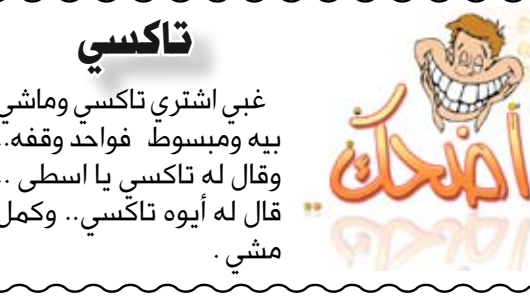 تاكسي
غبي اشتري تاكسي وماشي
بيه ومبسوط فواحد وقفه..
وقال له تاكسي يا اسطى ..
قال له أيوه تاكسي.. وكمل
مشي .
أضحك ..